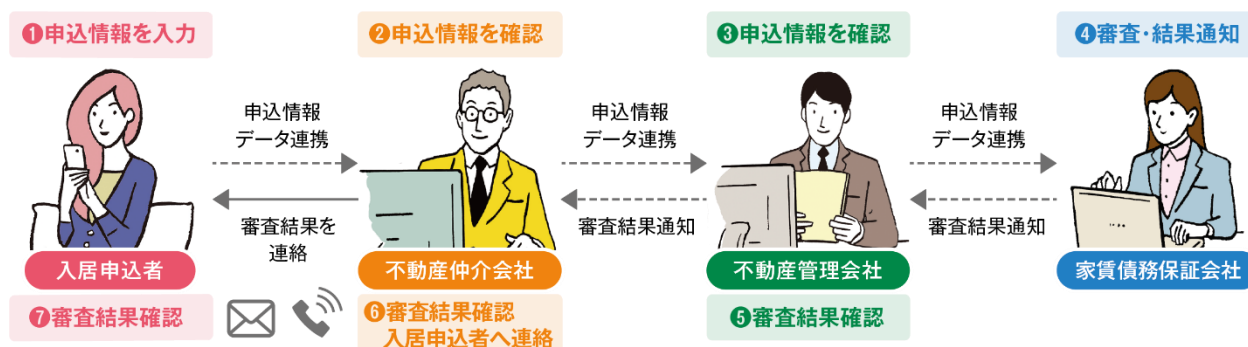 ❶申込情報を入力
❷申込情報を確認
❸申込情報を確認
❹審査・結果通知
申込情報
データ連携
申込情報
データ連携
申込情報
データ連携
審査結果を
連絡
審査結果通知
審査結果通知
入居申込者
不動産仲介会社
不動産管理会社
家賃債務保証会社
❼審査結果確認
❻審査結果確認
入居申込者へ連絡
❺審査結果確認